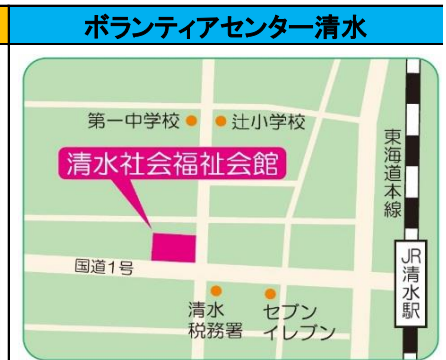 ボランティアセンター清水
第一中学校
辻小学校
清水社会福祉会館
東海道本線
国道1号
JR清水駅
清水
税務署
セブン
イレブン